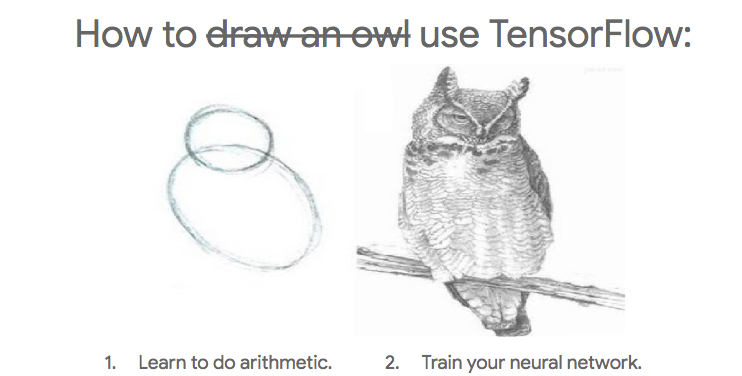 How to draw an owl use TensorFlow:
1. Learn to do arithmetic.
2. Train your neural network.